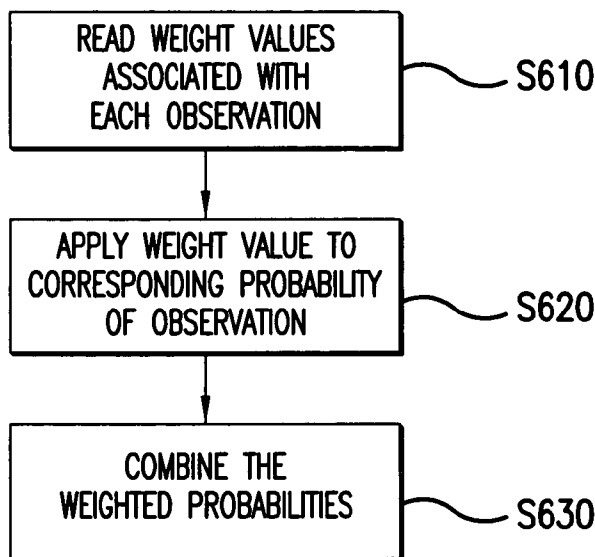 READ WEIGHT VALUES
ASSOCIATED WITH
EACH OBSERVATION
S610
APPLY WEIGHT VALUE TO
CORRESPONDING PROBABILITY
OF OBSERVATION
S620
COMBINE THE
WEIGHTED PROBABILITIES
S630